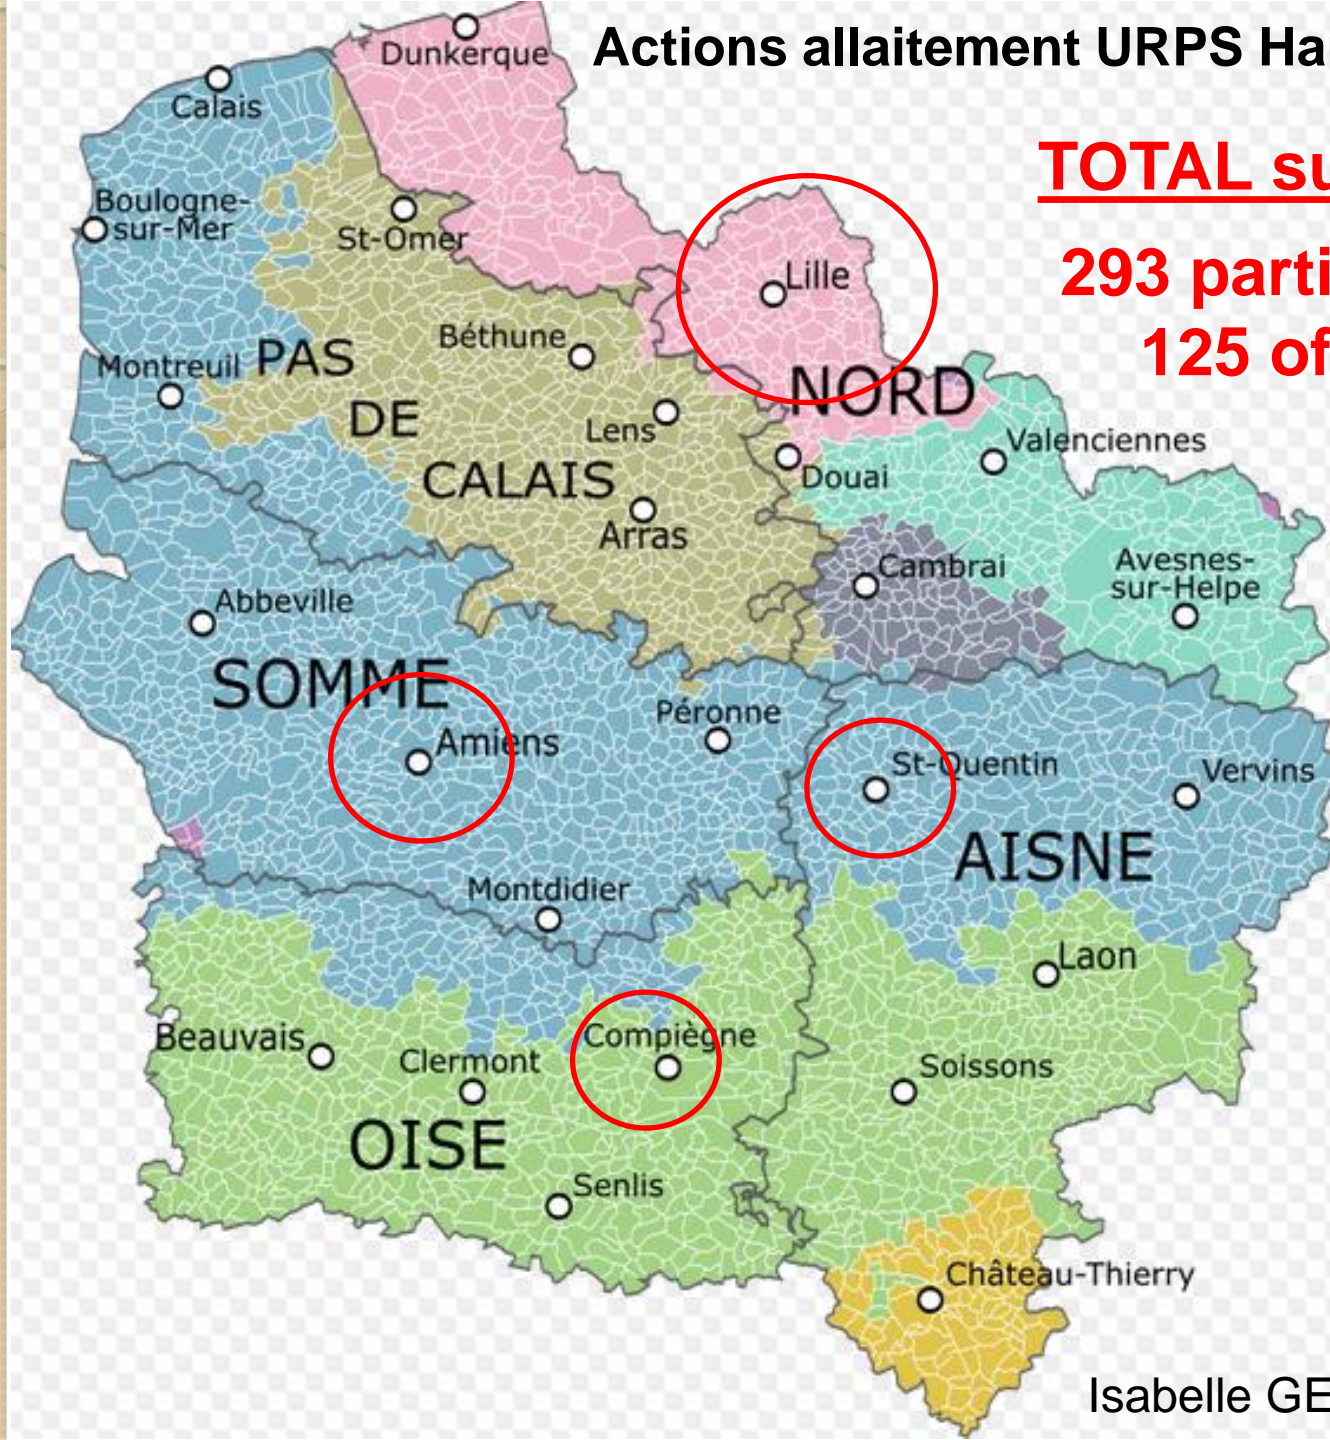 Actions allaitement URPS Ha
Dunkerque
Calais
TOTAL su
Boulogne-
sur-Mer
St-Omer
293 parti
Lille
125 of
Béthune
Montreuil
PAS
NORD
DE
Lens
Valenciennes
Douai
CALAIS
Arras
Cambrai
Avesnes-
sur-Helpe
Abbeville
SOMME
Péronne
Amiens
St-Quentin
Vervins
AISNE
Montdidier
Laon
Beauvais
Compiègne
Clermont
Soissons
OISE
Senlis
Château-Thierry
Isabelle GE